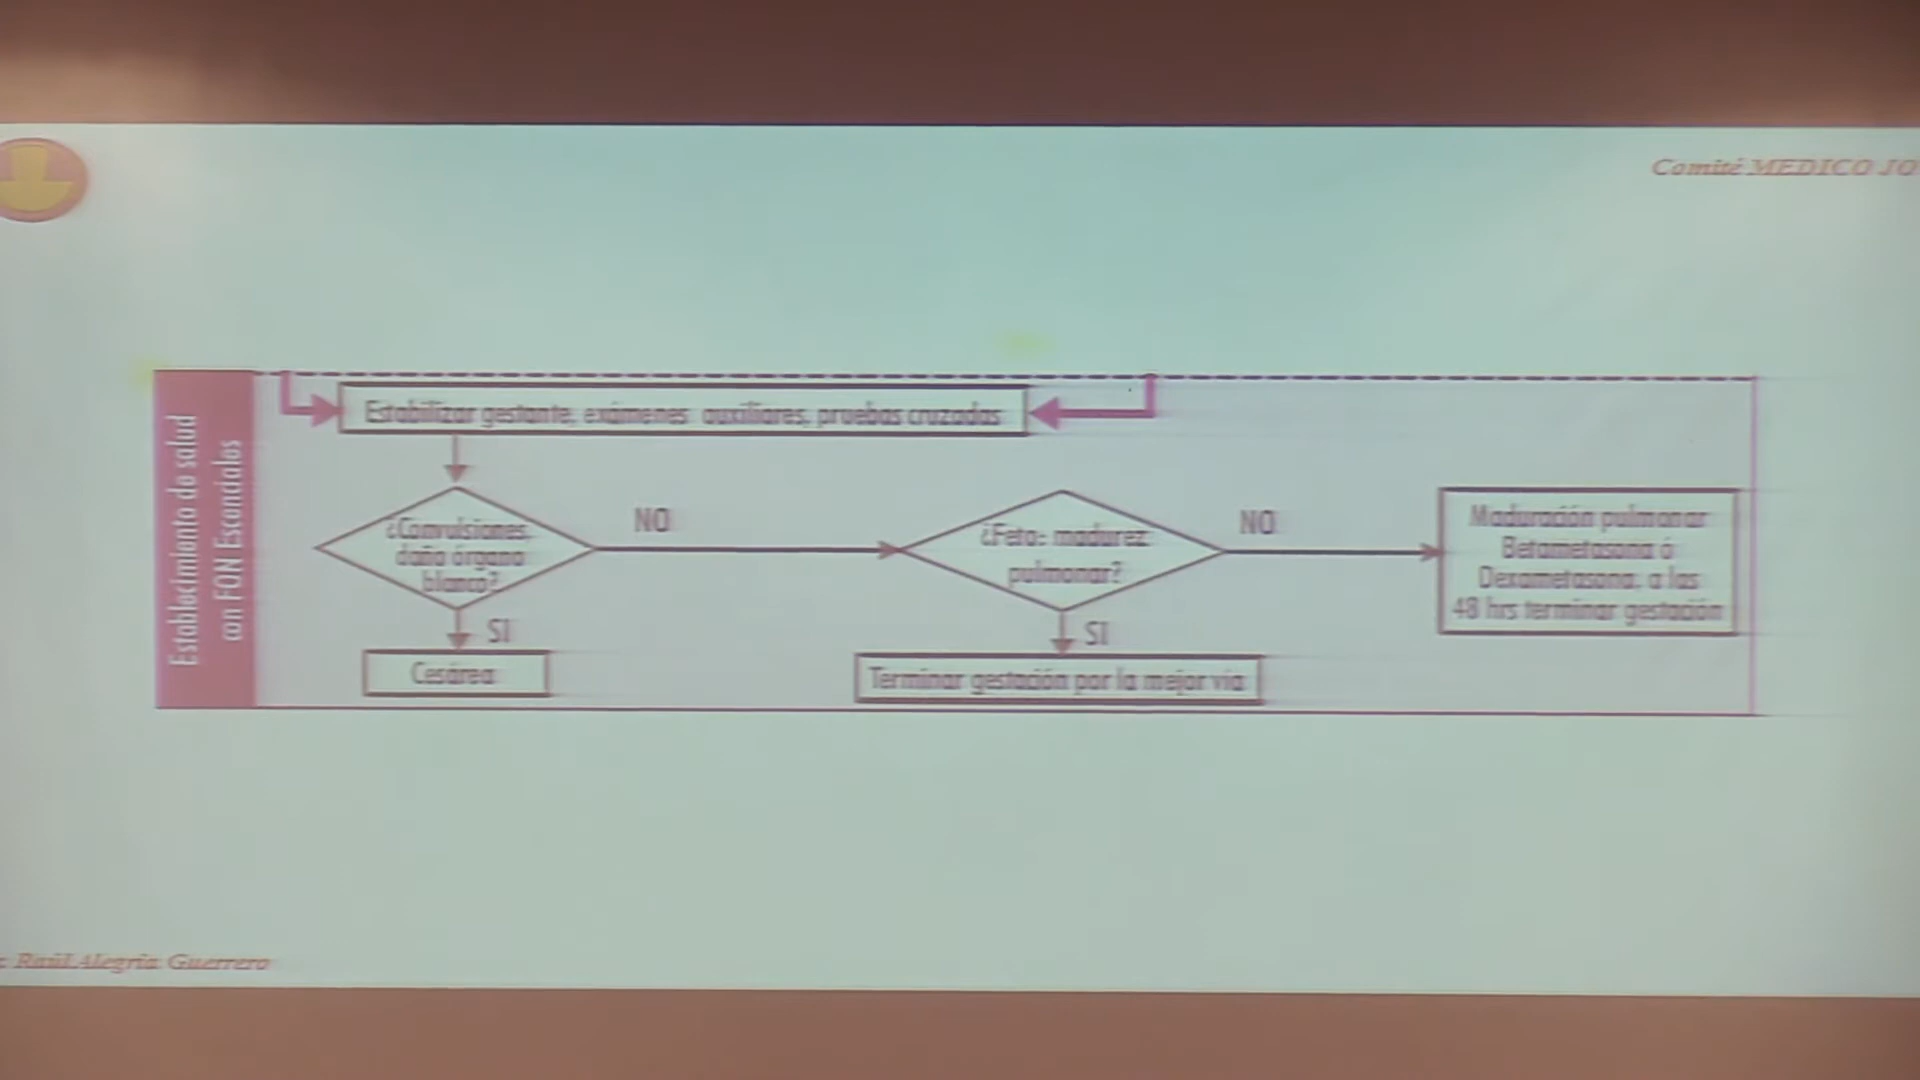 Comité MEDICO JO
Establecimiento de salud
con FON Esenciales
Estabilizar gestante, exámenes auxiliares, pruebas cruzadas
¿Convulsiones,
daño órgano
blanco?
NO
¿Feto: madurez
pulmonar?
NO
Maduración pulmonar
Betametasona ó
Dexametasona, a las
48 hrs terminar gestación
SI
SI
Cesárea
Terminar gestación por la mejor vía
Raúl Alegría Guerrero